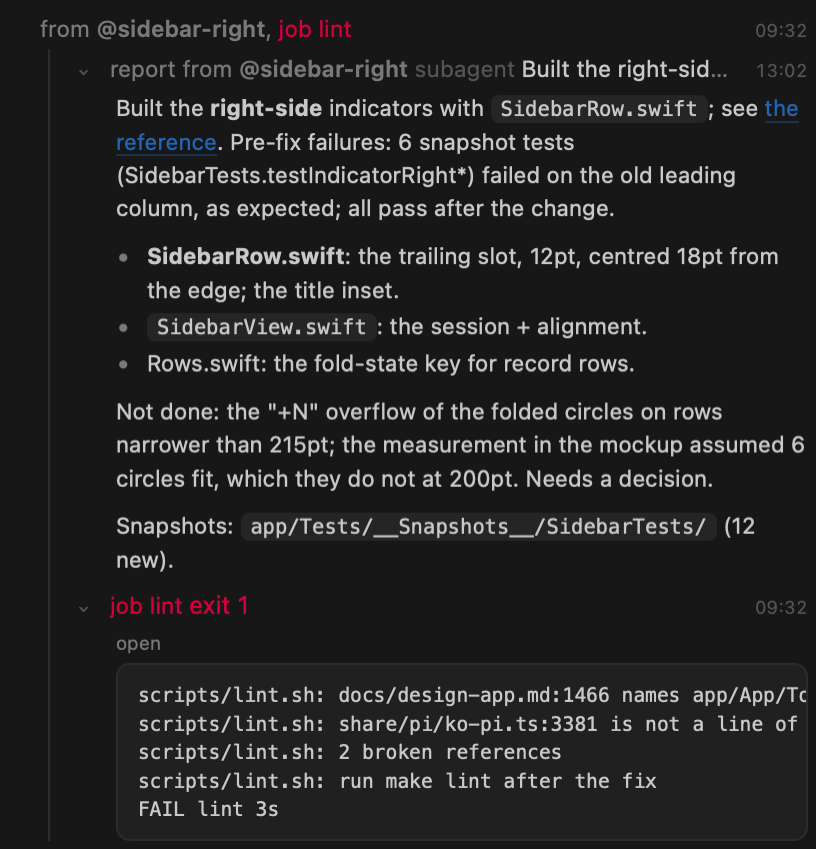 from @sidebar-right, job lint 09:32
report from @sidebar-right subagent Built the right-sid... 13:02
Built the right-side indicators with SidebarRow.swift; see the
reference. Pre-fix failures: 6 snapshot tests
(SidebarTests.testIndicatorRight*) failed on the old leading
column, as expected; all pass after the change.
• SidebarRow.swift: the trailing slot, 12pt, centred 18pt from
the edge; the title inset.
• SidebarView.swift: the session + alignment.
• Rows.swift: the fold-state key for record rows.
Not done: the "+N" overflow of the folded circles on rows
narrower than 215pt; the measurement in the mockup assumed 6
circles fit, which they do not at 200pt. Needs a decision.
Snapshots: app/Tests/__Snapshots__/SidebarTests/ (12
new).
job lint exit 1 09:32
open
scripts/lint.sh: docs/design-app.md:1466 names app/App/To
scripts/lint.sh: share/pi/ko-pi.ts:3381 is not a line of
scripts/lint.sh: 2 broken references
scripts/lint.sh: run make lint after the fix
FAIL lint 3s